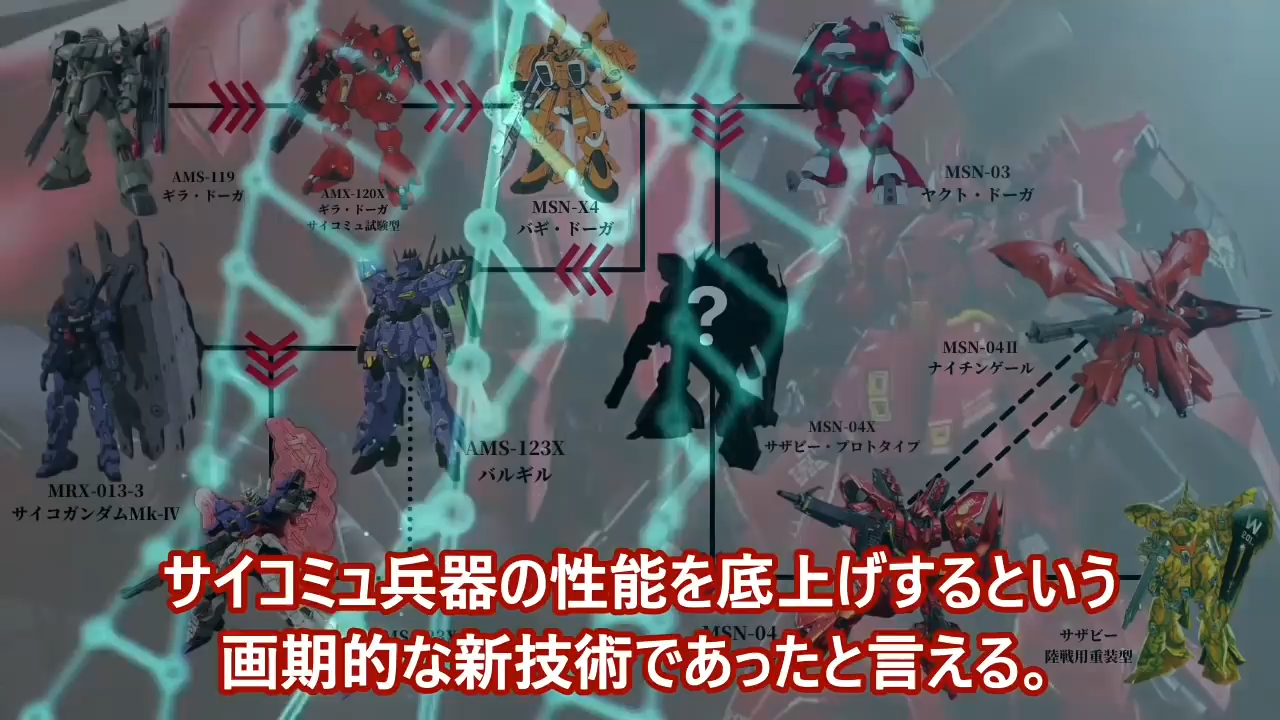 AMS-119
ギラ・ドーガ
AMX-120X
ギラ・ドーガ
サイコミュ試験型
MSN-X4
バギ・ドーガ
MSN-03
ヤクト・ドーガ
?
MSN-04II
ナイチンゲール
MSN-04X
サザビー・プロトタイプ
AMS-123X
バルギル
MRX-013-3
サイコガンダムMk-Ⅳ
MSN-04
サザビー
陸戦用重装型
サイコミュ兵器の性能を底上げするという
画期的な新技術であったと言える。